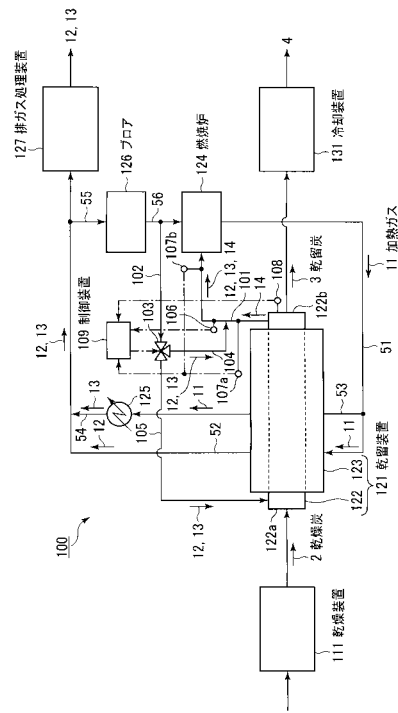 100
111 乾燥装置
2 乾燥炭
122a
122
123
121 乾留装置
122b
12, 13
105
52
11
53
51
11 加熱ガス
54
12
13
125
12, 13
109 制御装置
103
106
104
12, 13
107a
107b
108
102
101
12, 13
14
13, 14
11
3 乾留炭
55
56
126 ブロア
124 燃焼炉
127 排ガス処理装置
12, 13
131 冷却装置
4